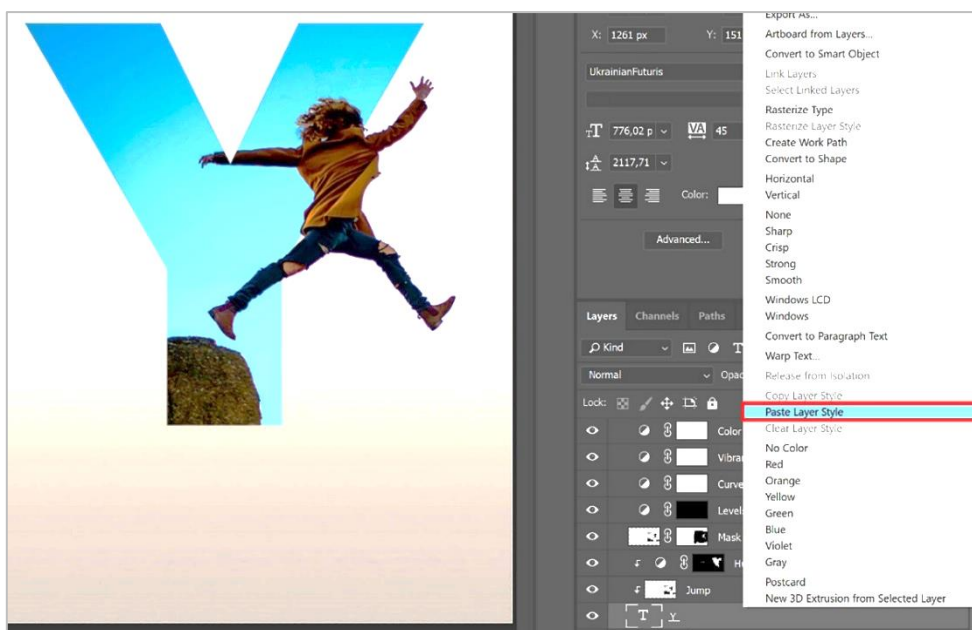 Y
X: 1261 px Y: 151
UkrainianFuturis
T 776,02 p VA 45
A 2117,71
Color:
Advanced...
Layers Channels Paths
Kind T
Normal Opac
Lock:
Color
Vibra
Curve
Level
Mask
H
Jump
T Y
Export As...
Artboard from Layers...
Convert to Smart Object
Link Layers
Select Linked Layers
Rasterize Type
Rasterize Layer Style
Create Work Path
Convert to Shape
Horizontal
Vertical
None
Sharp
Crisp
Strong
Smooth
Windows LCD
Windows
Convert to Paragraph Text
Warp Text...
Release from Isolation
Copy Layer Style
Paste Layer Style
Clear Layer Style
No Color
Red
Orange
Yellow
Green
Blue
Violet
Gray
Postcard
New 3D Extrusion from Selected Layer